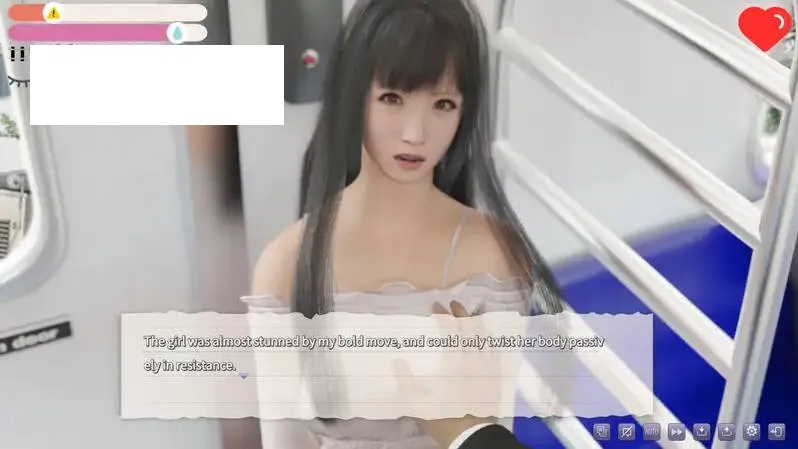 The girl was almost stunned by my bold move, and could only twist her body passiv
ely in resistance.
door
AUTO